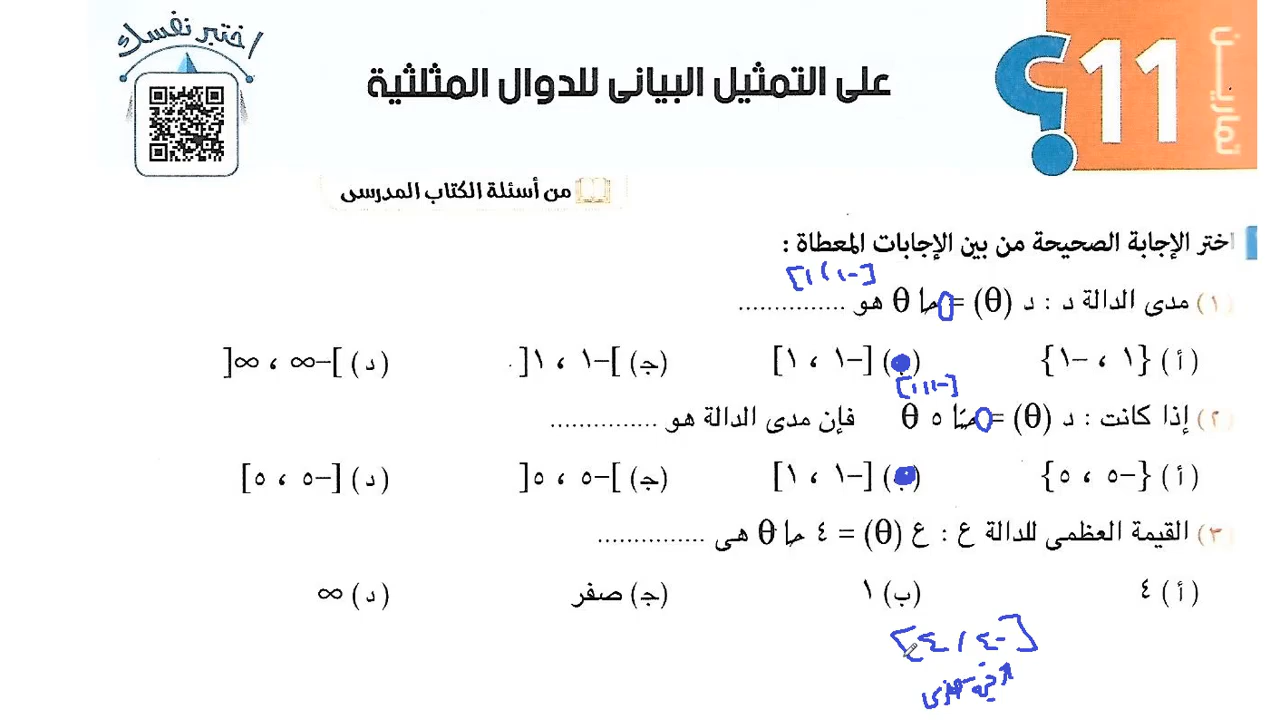 اختبر نفسك
تماريـــن
11
على التمثيل البيانى للدوال المثلثية
من أسئلة الكتاب المدرسى
اختر الإجابة الصحيحة من بين الإجابات المعطاة :
[-١ ، ١]
(١) مدى الدالة د : د (θ) = حا θ هو ...............
(أ) {١ ، -١} (ب) [-١ ، ١] (جـ) ]-١ ، ١[ (د) ]-∞ ، ∞[
[-١ ، ١]
(٢) إذا كانت : د (θ) = حتا ٥ θ فإن مدى الدالة هو ...............
(أ) {-٥ ، ٥} (ب) [-١ ، ١] (جـ) ]-٥ ، ٥[ (د) [-٥ ، ٥]
(٣) القيمة العظمى للدالة ع : ع (θ) = ٤ حا θ هى ...............
(أ) ٤ (ب) ١ (جـ) صفر (د) ∞
[-٤ ، ٤]